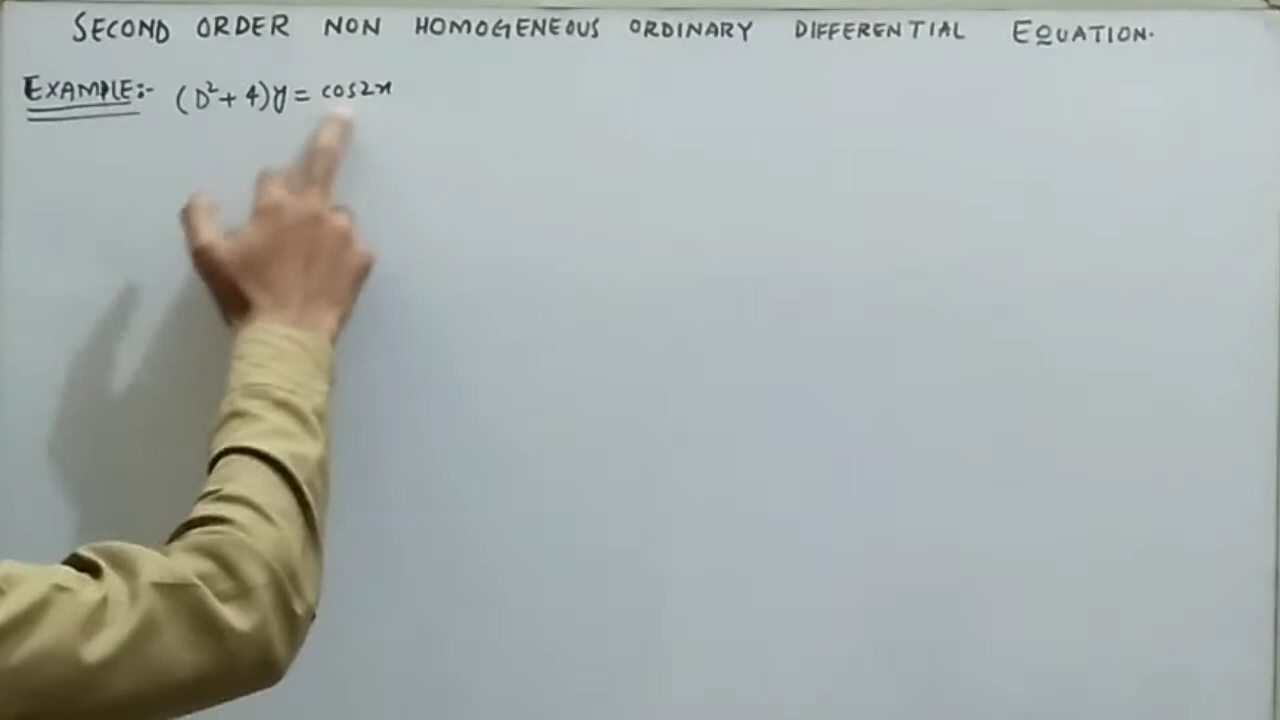 SECOND ORDER NON HOMOGENEOUS ORDINARY DIFFERENTIAL EQUATION.
EXAMPLE:- (D²+4)y = cos2x